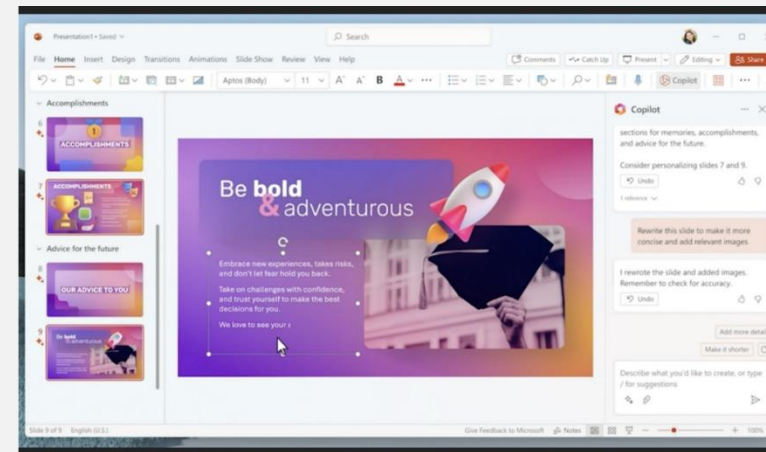 Presentation1 • Saved
Search
File Home Insert Design Transitions Animations Slide Show Review View Help
Comments Catch Up Present Editing Share
Aptos (Body) 11 A A B A Copilot
Accomplishments
6
1
ACCOMPLISHMENTS
7
ACCOMPLISHMENTS
Advice for the future
8
OUR ADVICE TO YOU
9
Be bold
& adventurous
Be bold
& adventurous
Embrace new experiences, takes risks,
and don't let fear hold you back.
Take on challenges with confidence,
and trust yourself to make the best
decisions for you.
We love to see your s
Copilot
sections for memories, accomplishments,
and advice for the future.
Consider personalizing slides 7 and 9.
Undo
1 reference
Rewrite this slide to make it more
concise and add relevant images
I rewrote the slide and added images.
Remember to check for accuracy.
Undo
Add more detail
Make it shorter
Describe what you'd like to create, or type
/ for suggestions
Slide 9 of 9 English (U.S.)
Give Feedback to Microsoft Notes 100%